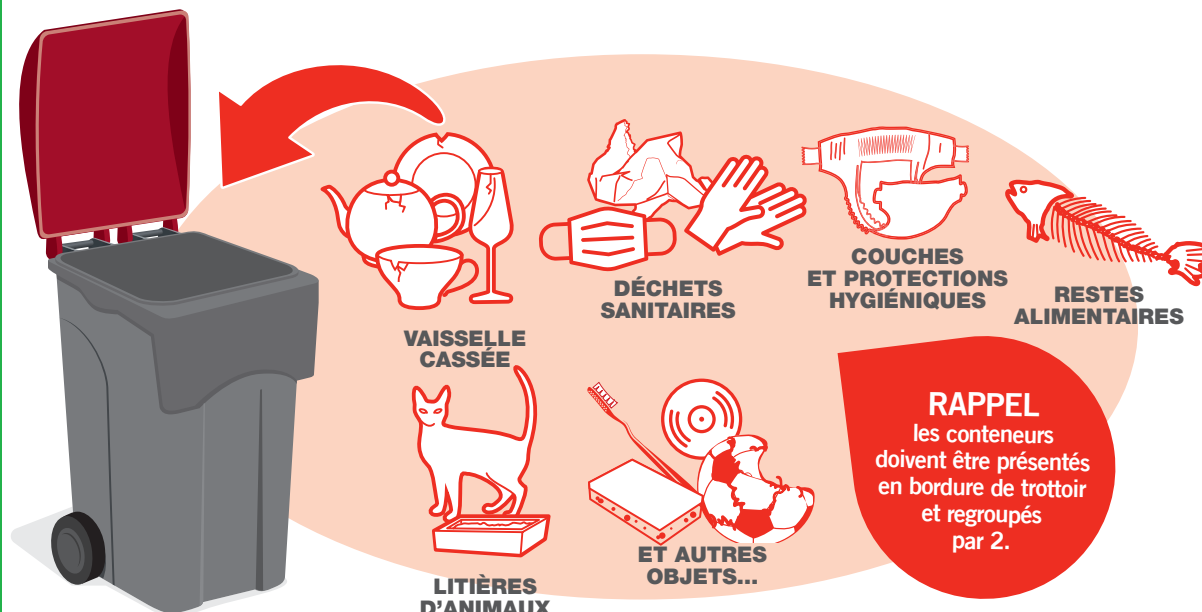 VAISSELLE
CASSÉE
DÉCHETS
SANITAIRES
COUCHES
ET PROTECTIONS
HYGIÉNIQUES
RESTES
ALIMENTAIRES
LITIÈRES
D'ANIMAUX
ET AUTRES
OBJETS...
RAPPEL
les conteneurs
doivent être présentés
en bordure de trottoir
et regroupés
par 2.